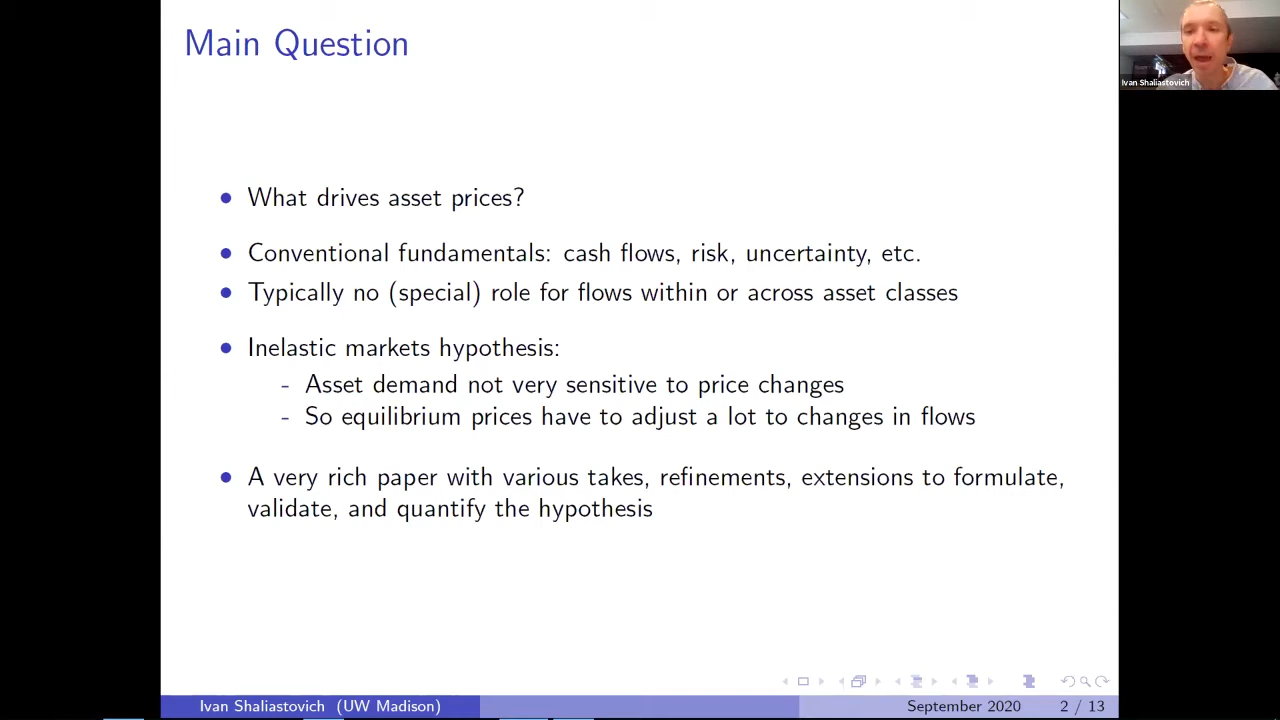 Main Question
Ivan Shaliastovich
• What drives asset prices?
• Conventional fundamentals: cash flows, risk, uncertainty, etc.
• Typically no (special) role for flows within or across asset classes
• Inelastic markets hypothesis:
- Asset demand not very sensitive to price changes
- So equilibrium prices have to adjust a lot to changes in flows
• A very rich paper with various takes, refinements, extensions to formulate,
validate, and quantify the hypothesis
Ivan Shaliastovich (UW Madison)
September 2020
2 / 13